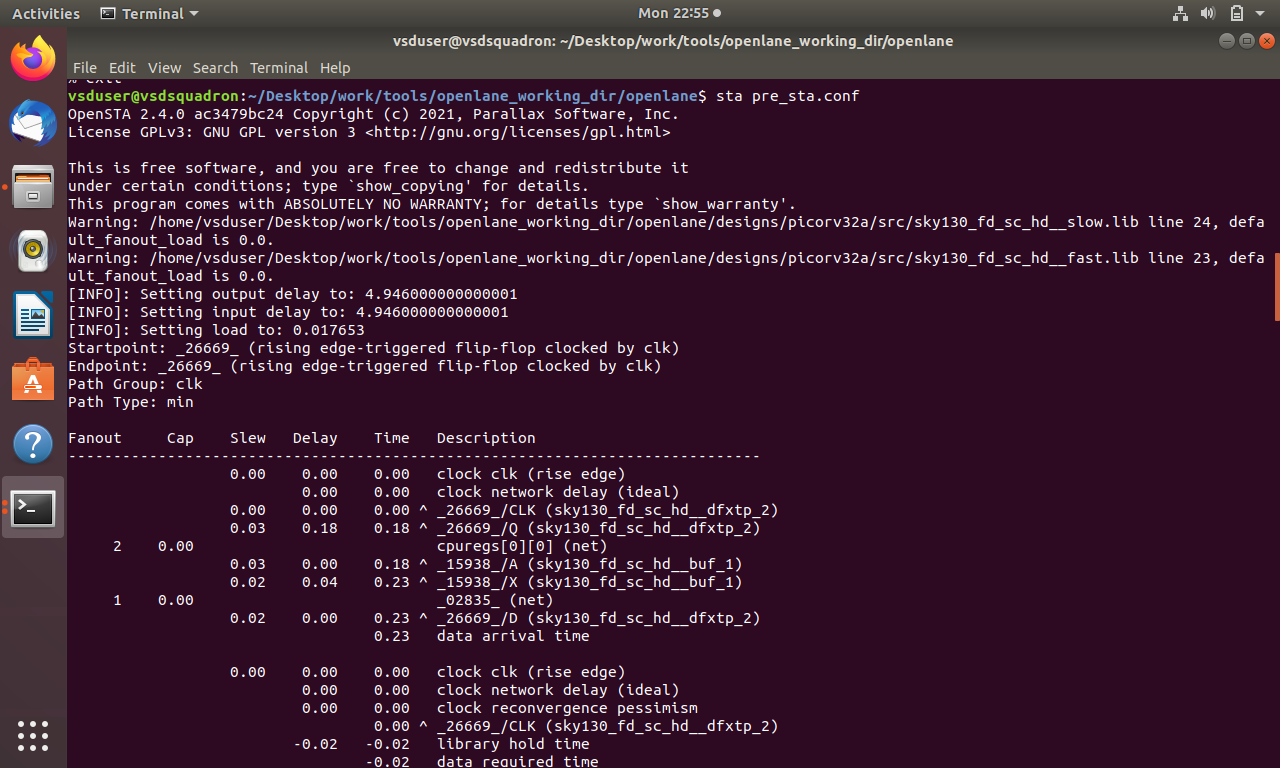 Activities Terminal Mon 22:55
vsduser@vsdsquadron: ~/Desktop/work/tools/openlane_working_dir/openlane
File Edit View Search Terminal Help
% exit
vsduser@vsdsquadron:~/Desktop/work/tools/openlane_working_dir/openlane$ sta pre_sta.conf
OpenSTA 2.4.0 ac3479bc24 Copyright (c) 2021, Parallax Software, Inc.
License GPLv3: GNU GPL version 3 <http://gnu.org/licenses/gpl.html>
This is free software, and you are free to change and redistribute it
under certain conditions; type `show_copying' for details.
This program comes with ABSOLUTELY NO WARRANTY; for details type `show_warranty'.
Warning: /home/vsduser/Desktop/work/tools/openlane_working_dir/openlane/designs/picorv32a/src/sky130_fd_sc_hd__slow.lib line 24, defa
ult_fanout_load is 0.0.
Warning: /home/vsduser/Desktop/work/tools/openlane_working_dir/openlane/designs/picorv32a/src/sky130_fd_sc_hd__fast.lib line 23, defa
ult_fanout_load is 0.0.
[INFO]: Setting output delay to: 4.946000000000001
[INFO]: Setting input delay to: 4.946000000000001
[INFO]: Setting load to: 0.017653
Startpoint: _26669_ (rising edge-triggered flip-flop clocked by clk)
Endpoint: _26669_ (rising edge-triggered flip-flop clocked by clk)
Path Group: clk
Path Type: min
Fanout     Cap    Slew   Delay    Time   Description
-----------------------------------------------------------------------------
                  0.00    0.00    0.00   clock clk (rise edge)
                          0.00    0.00   clock network delay (ideal)
                  0.00    0.00    0.00 ^ _26669_/CLK (sky130_fd_sc_hd__dfxtp_2)
                  0.03    0.18    0.18 ^ _26669_/Q (sky130_fd_sc_hd__dfxtp_2)
     2    0.00                           cpuregs[0][0] (net)
                  0.03    0.00    0.18 ^ _15938_/A (sky130_fd_sc_hd__buf_1)
                  0.02    0.04    0.23 ^ _15938_/X (sky130_fd_sc_hd__buf_1)
     1    0.00                           _02835_ (net)
                  0.02    0.00    0.23 ^ _26669_/D (sky130_fd_sc_hd__dfxtp_2)
                                  0.23   data arrival time
                  0.00    0.00    0.00   clock clk (rise edge)
                          0.00    0.00   clock network delay (ideal)
                          0.00    0.00   clock reconvergence pessimism
                                  0.00 ^ _26669_/CLK (sky130_fd_sc_hd__dfxtp_2)
                         -0.02   -0.02   library hold time
                                 -0.02   data required time